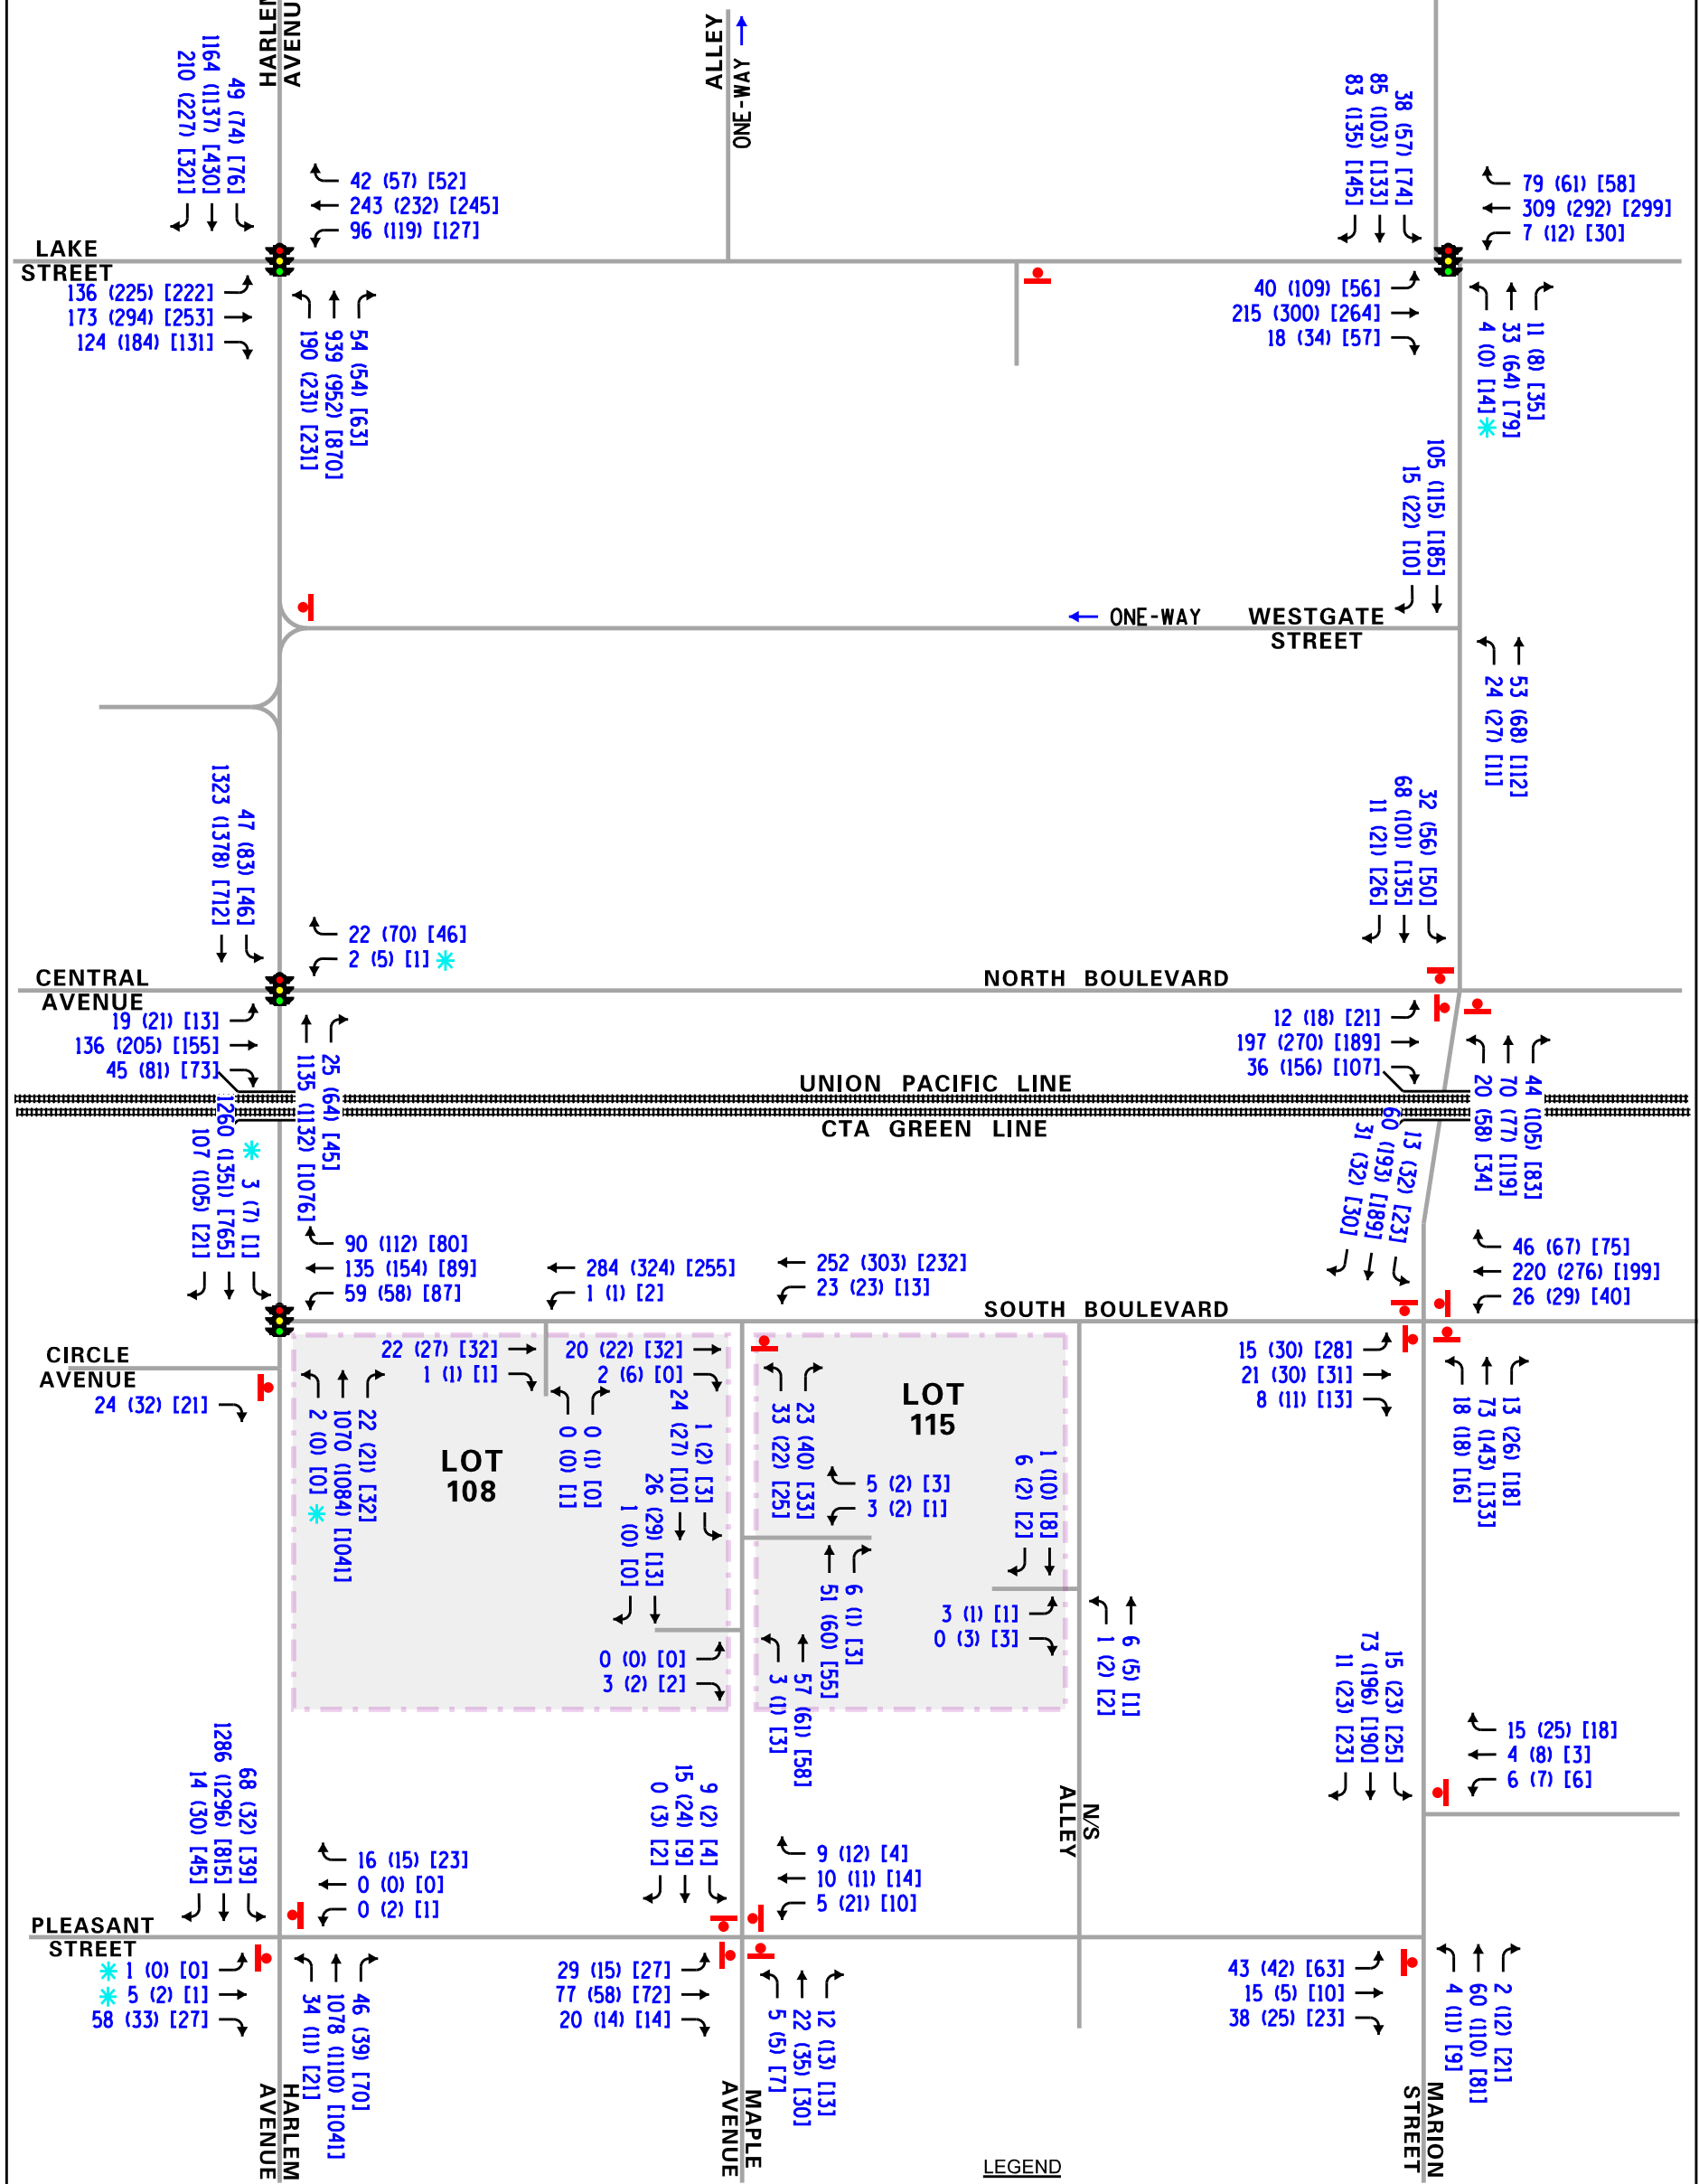 HARLEM
AVENUE
49 (74) [76]
1164 (1137) [430]
210 (227) [321]
42 (57) [52]
243 (232) [245]
96 (119) [127]
ALLEY
ONE-WAY
38 (57) [74]
85 (103) [133]
83 (135) [145]
79 (61) [58]
309 (292) [299]
7 (12) [30]
LAKE
STREET
136 (225) [222]
173 (294) [253]
124 (184) [131]
54 (54) [63]
939 (952) [870]
190 (231) [231]
40 (109) [56]
215 (300) [264]
18 (34) [57]
11 (8) [35]
33 (64) [79]
4 (0) [14]*
105 (115) [185]
15 (22) [10]
ONE-WAY
WESTGATE
STREET
53 (68) [112]
24 (27) [11]
47 (83) [46]
1323 (1378) [712]
22 (70) [46]
2 (5) [1] *
32 (56) [50]
68 (101) [135]
11 (21) [26]
CENTRAL
AVENUE
NORTH BOULEVARD
19 (21) [13]
136 (205) [155]
45 (81) [73]
25 (64) [45]
1135 (1132) [1076]
12 (18) [21]
197 (270) [189]
36 (156) [107]
44 (105) [83]
70 (77) [119]
20 (58) [34]
UNION PACIFIC LINE
CTA GREEN LINE
* 3 (7) [1]
1260 (1351) [765]
107 (105) [21]
90 (112) [80]
135 (154) [89]
59 (58) [87]
284 (324) [255]
1 (1) [2]
252 (303) [232]
23 (23) [13]
13 (32) [23]
60 (193) [189]
31 (32) [30]
46 (67) [75]
220 (276) [199]
26 (29) [40]
SOUTH BOULEVARD
CIRCLE
AVENUE
24 (32) [21]
22 (21) [32]
1070 (1084) [1041]
2 (0) [0] *
22 (27) [32]
1 (1) [1]
20 (22) [32]
2 (6) [0]
0 (1) [0]
0 (0) [1]
LOT
108
1 (2) [3]
24 (27) [10]
26 (29) [13]
1 (0) [0]
23 (40) [33]
33 (22) [25]
LOT
115
5 (2) [3]
3 (2) [1]
1 (10) [8]
6 (2) [2]
15 (30) [28]
21 (30) [31]
8 (11) [13]
13 (26) [18]
73 (143) [133]
18 (18) [16]
6 (1) [3]
51 (60) [55]
0 (0) [0]
3 (2) [2]
57 (61) [58]
3 (1) [3]
3 (1) [1]
0 (3) [3]
6 (5) [1]
1 (2) [2]
15 (23) [25]
73 (196) [190]
11 (23) [23]
15 (25) [18]
4 (8) [3]
6 (7) [6]
N/S
ALLEY
68 (32) [39]
1286 (1296) [815]
14 (30) [45]
16 (15) [23]
0 (0) [0]
0 (2) [1]
9 (2) [4]
15 (24) [9]
0 (3) [2]
9 (12) [4]
10 (11) [14]
5 (21) [10]
PLEASANT
STREET
* 1 (0) [0]
* 5 (2) [1]
58 (33) [27]
46 (39) [70]
1078 (1110) [1041]
34 (11) [21]
29 (15) [27]
77 (58) [72]
20 (14) [14]
12 (13) [13]
22 (35) [30]
5 (5) [7]
43 (42) [63]
15 (5) [10]
38 (25) [23]
2 (12) [21]
60 (110) [81]
4 (11) [9]
HARLEM
AVENUE
MAPLE
AVENUE
MARION
STREET
LEGEND